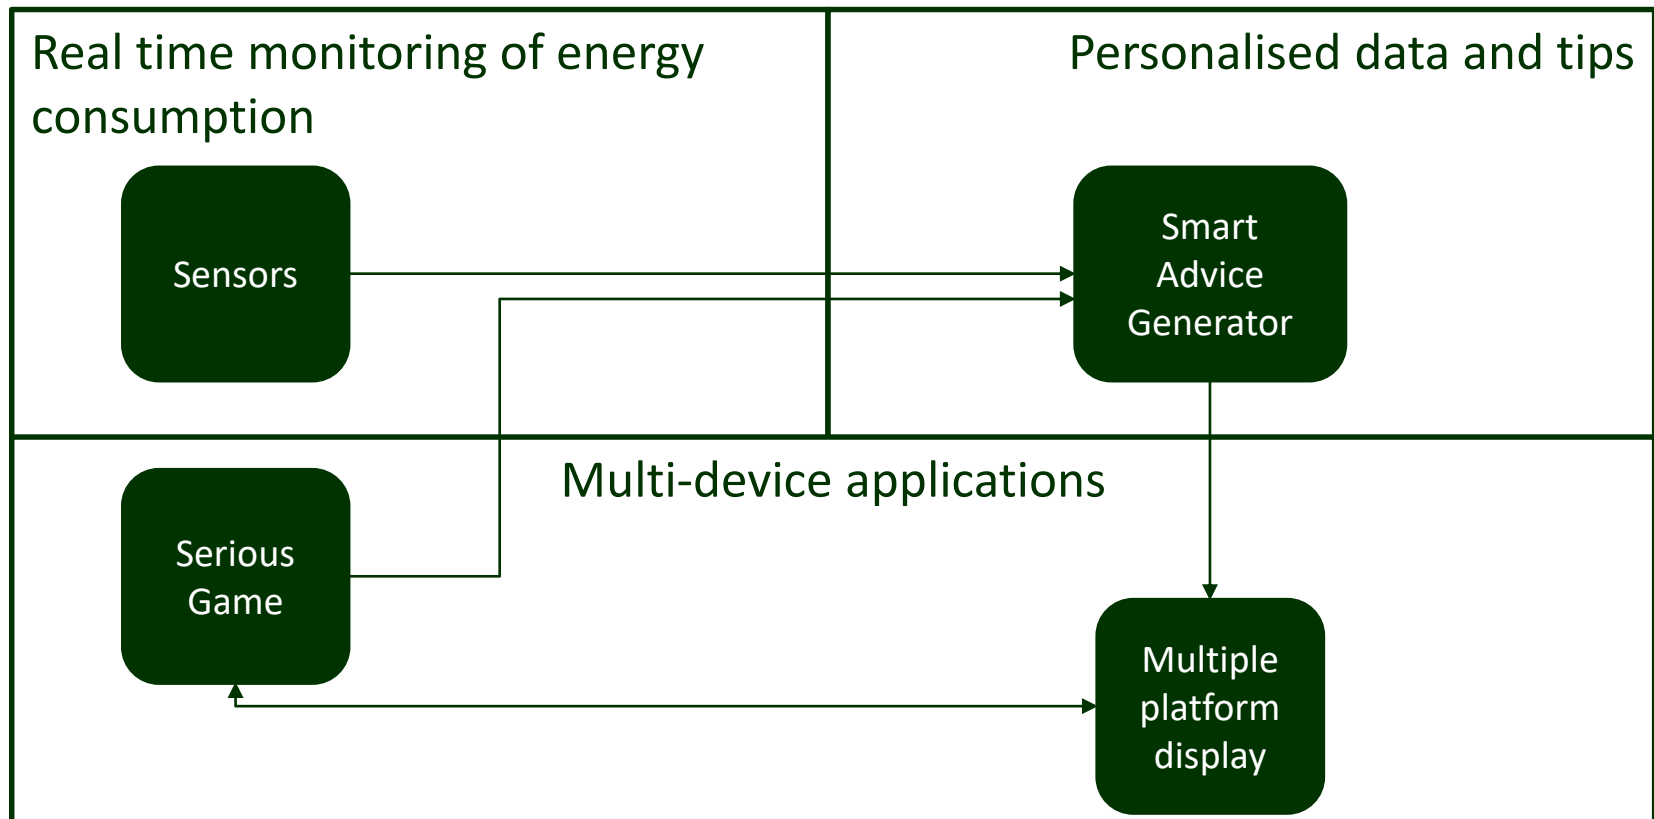 Real time monitoring of energy
consumption
Personalised data and tips
Sensors
Smart
Advice
Generator
Multi-device applications
Serious
Game
Multiple
platform
display